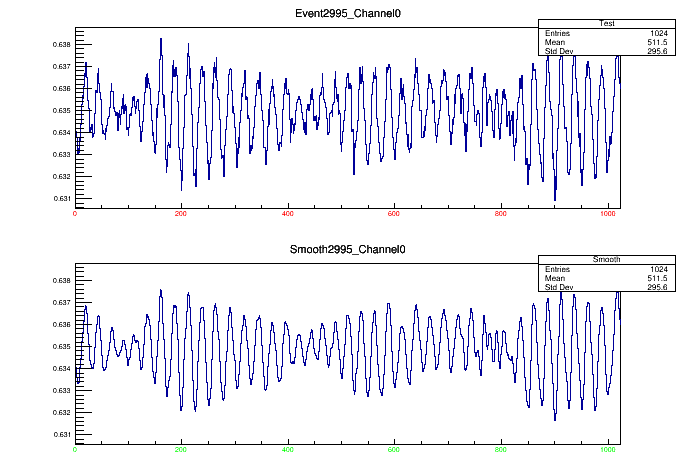 Event2995_Channel0
Test
Entries 1024
Mean 511.5
Std Dev 295.6
0.638
0.637
0.636
0.635
0.634
0.633
0.632
0.631
0 200 400 600 800 1000
Smooth2995_Channel0
Smooth
Entries 1024
Mean 511.5
Std Dev 295.6
0.638
0.637
0.636
0.635
0.634
0.633
0.632
0.631
0 200 400 600 800 1000